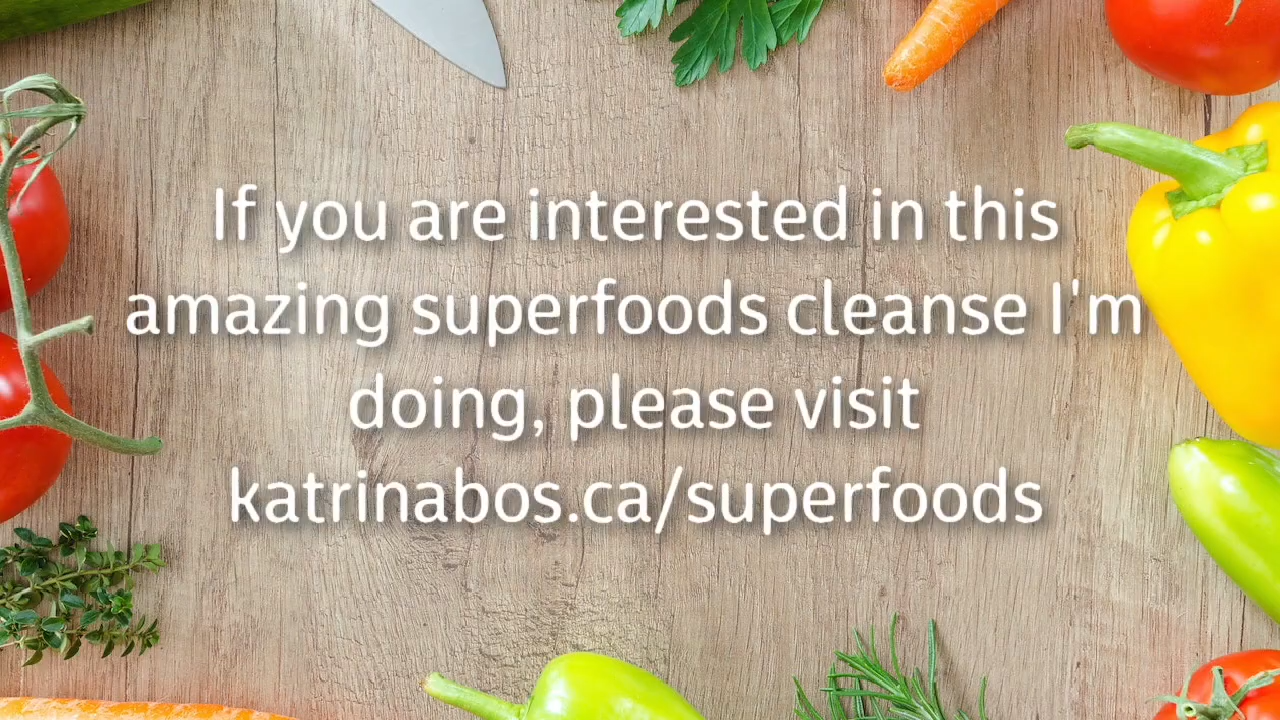 If you are interested in this
amazing superfoods cleanse I'm
doing, please visit
katrinabos.ca/superfoods